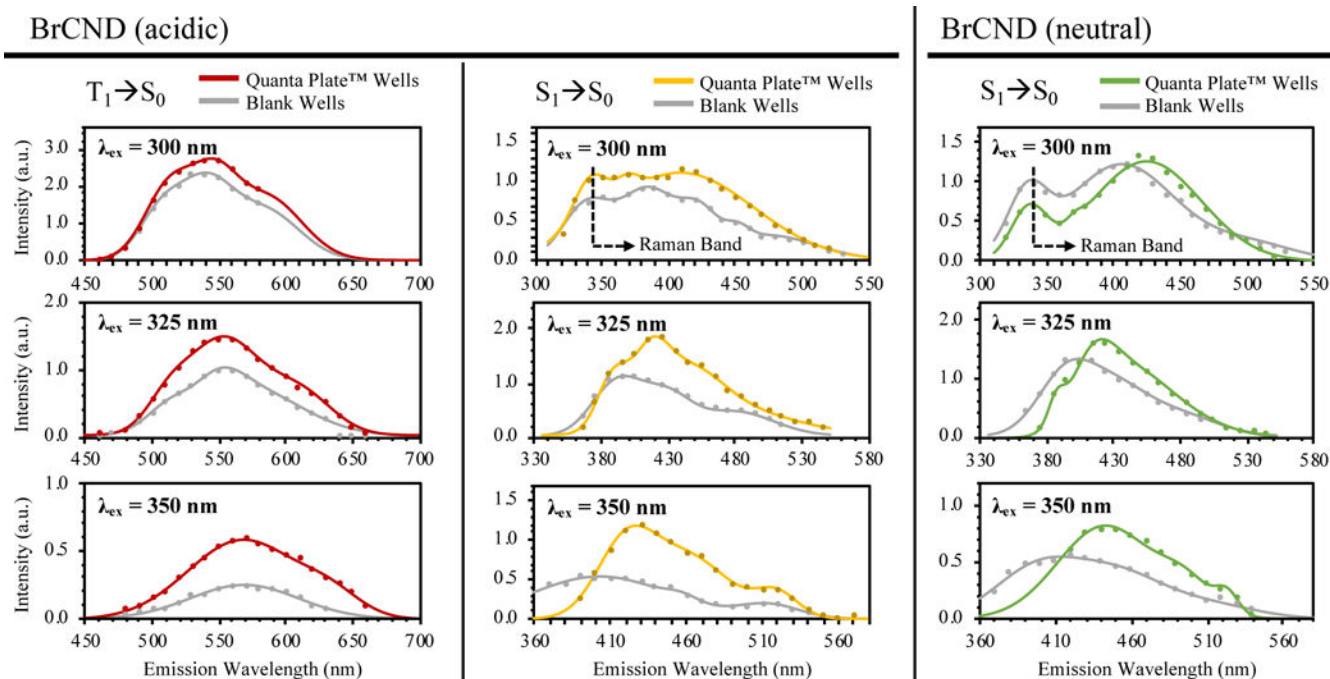 BrCND (acidic)
BrCND (neutral)
T1→S0
Quanta Plate™ Wells
Blank Wells
S1→S0
Quanta Plate™ Wells
Blank Wells
S1→S0
Quanta Plate™ Wells
Blank Wells
Intensity (a.u.)
3.0
2.0
1.0
0.0
λex = 300 nm
450 500 550 600 650 700
1.5
1.0
0.5
0.0
λex = 300 nm
Raman Band
300 350 400 450 500 550
1.5
1.0
0.5
0.0
λex = 300 nm
Raman Band
300 350 400 450 500 550
Intensity (a.u.)
2.0
1.0
0.0
λex = 325 nm
450 500 550 600 650 700
2.0
1.0
0.0
λex = 325 nm
330 380 430 480 530 580
2.0
1.0
0.0
λex = 325 nm
330 380 430 480 530 580
Intensity (a.u.)
1.0
0.5
0.0
λex = 350 nm
450 500 550 600 650 700
Emission Wavelength (nm)
1.5
1.0
0.5
0.0
λex = 350 nm
360 410 460 510 560
Emission Wavelength (nm)
1.0
0.5
0.0
λex = 350 nm
360 410 460 510 560
Emission Wavelength (nm)